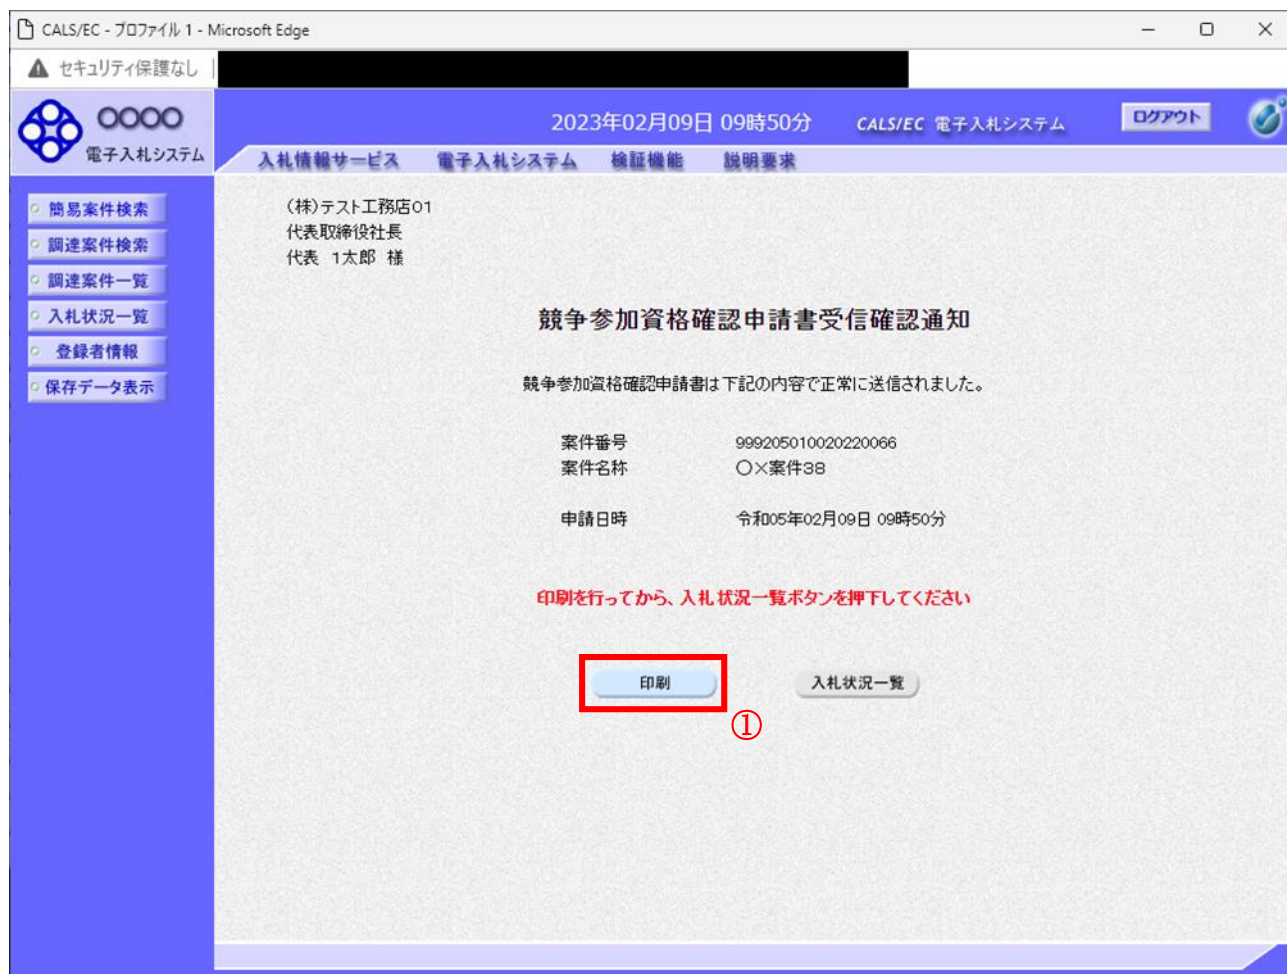 CALS/EC - プロファイル 1 - Microsoft Edge
セキュリティ保護なし
〇〇〇〇
電子入札システム
2023年02月09日 09時50分
CALS/EC 電子入札システム
ログアウト
入札情報サービス 電子入札システム 検証機能 説明要求
簡易案件検索
調達案件検索
調達案件一覧
入札状況一覧
登録者情報
保存データ表示
(株)テスト工務店01
代表取締役社長
代表 1太郎 様
競争参加資格確認申請書受信確認通知
競争参加資格確認申請書は下記の内容で正常に送信されました。
案件番号 999205010020220066
案件名称 〇×案件38
申請日時 令和05年02月09日 09時50分
印刷を行ってから、入札状況一覧ボタンを押下してください
印刷 入札状況一覧
①